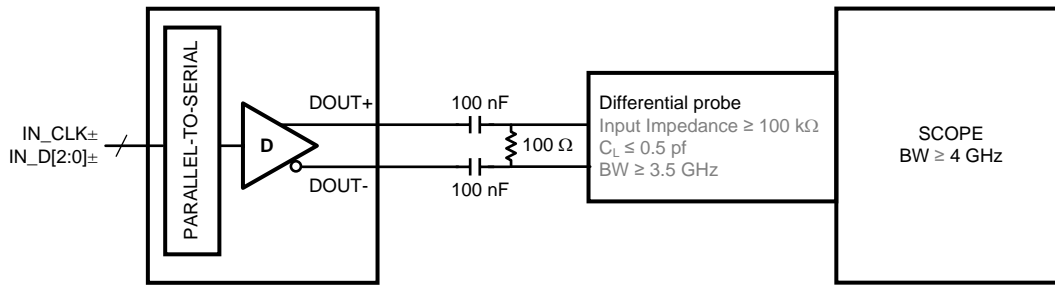 IN_CLK±
IN_D[2:0]±
PARALLEL-TO-SERIAL
D
DOUT+
DOUT-
100 nF
100 nF
100 Ω
Differential probe
Input Impedance ≥ 100 kΩ
CL ≤ 0.5 pf
BW ≥ 3.5 GHz
SCOPE
BW ≥ 4 GHz